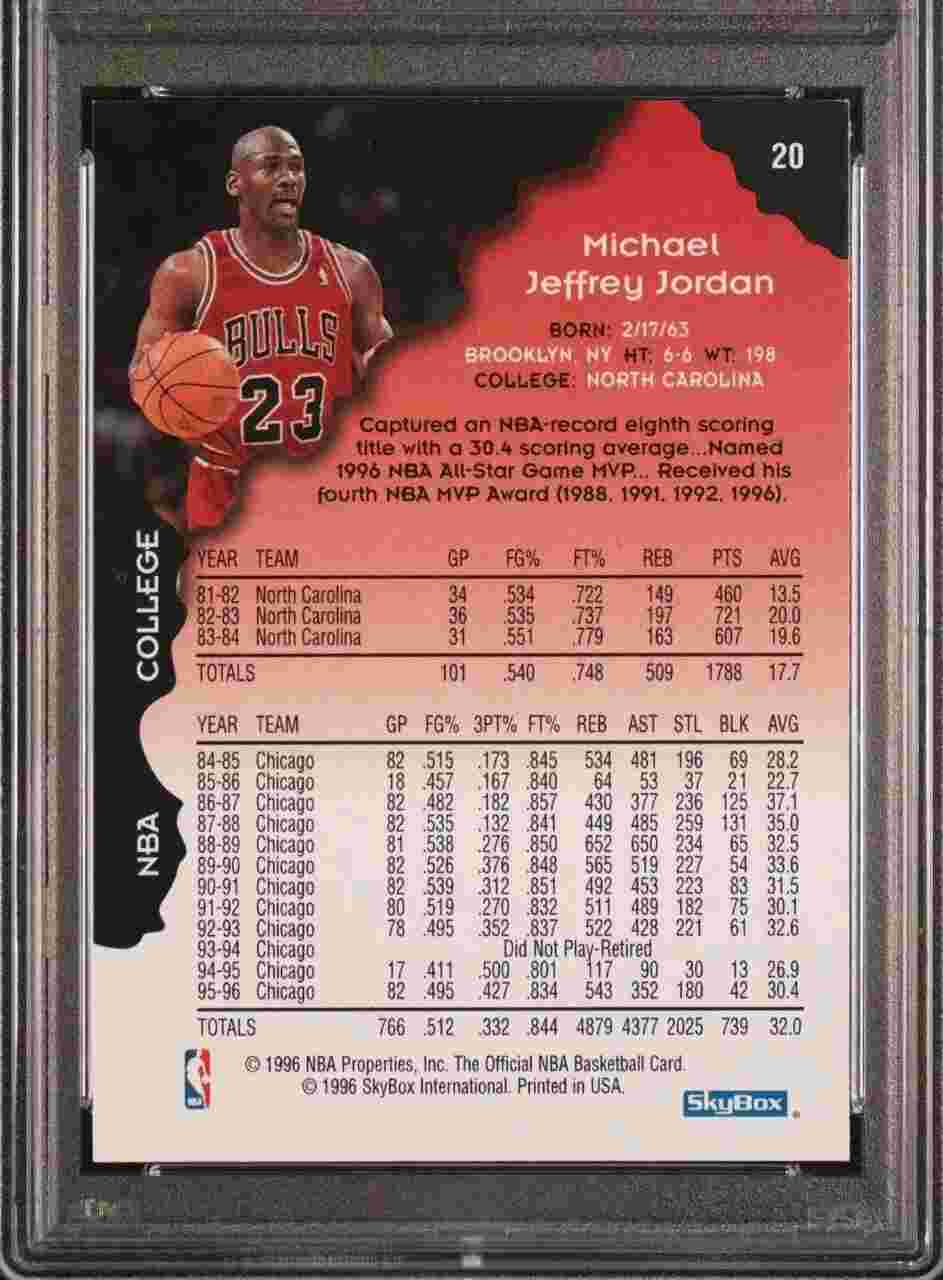 20
Michael
Jeffrey Jordan
BORN: 2/17/63
BROOKLYN, NY HT: 6-6 WT: 198
COLLEGE: NORTH CAROLINA
BULLS
23
Captured an NBA-record eighth scoring
title with a 30.4 scoring average...Named
1996 NBA All-Star Game MVP... Received his
fourth NBA MVP Award (1988, 1991, 1992, 1996).
COLLEGE
YEAR TEAM GP FG% FT% REB PTS AVG
81-82 North Carolina 34 .534 .722 149 460 13.5
82-83 North Carolina 36 .535 .737 197 721 20.0
83-84 North Carolina 31 .551 .779 163 607 19.6
TOTALS 101 .540 .748 509 1788 17.7
NBA
YEAR TEAM GP FG% 3PT% FT% REB AST STL BLK AVG
84-85 Chicago 82 .515 .173 .845 534 481 196 69 28.2
85-86 Chicago 18 .457 .167 .840 64 53 37 21 22.7
86-87 Chicago 82 .482 .182 .857 430 377 236 125 37.1
87-88 Chicago 82 .535 .132 .841 449 485 259 131 35.0
88-89 Chicago 81 .538 .276 .850 652 650 234 65 32.5
89-90 Chicago 82 .526 .376 .848 565 519 227 54 33.6
90-91 Chicago 82 .539 .312 .851 492 453 223 83 31.5
91-92 Chicago 80 .519 .270 .832 511 489 182 75 30.1
92-93 Chicago 78 .495 .352 .837 522 428 221 61 32.6
93-94 Chicago Did Not Play-Retired
94-95 Chicago 17 .411 .500 .801 117 90 30 13 26.9
95-96 Chicago 82 .495 .427 .834 543 352 180 42 30.4
TOTALS 766 .512 .332 .844 4879 4377 2025 739 32.0
© 1996 NBA Properties, Inc. The Official NBA Basketball Card.
© 1996 SkyBox International. Printed in USA.
NBA
SkyBox